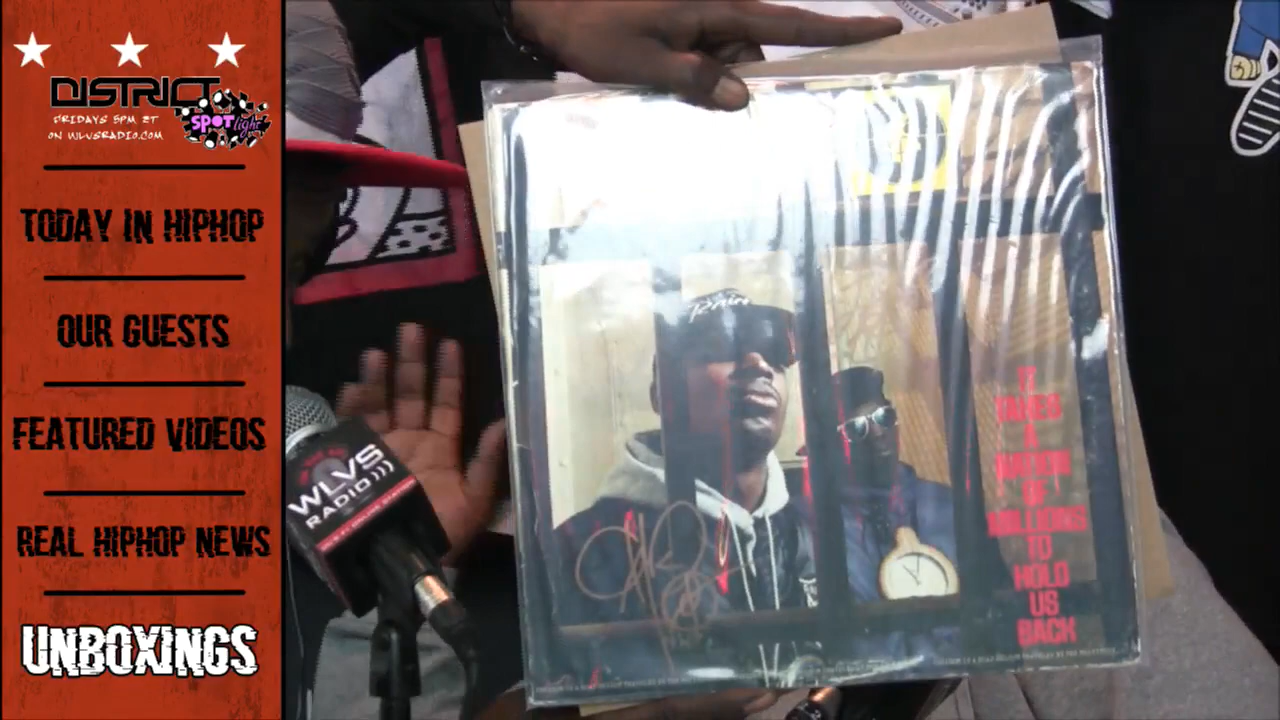 DISTRICT
SPOTlight
FRIDAYS 5PM ET
ON WLVSRADIO.COM
TODAY IN HIPHOP
OUR GUESTS
FEATURED VIDEOS
REAL HIPHOP NEWS
UNBOXINGS
WLVS
RADIO
IT
TAKES
A
NATION
OF
MILLIONS
TO
HOLD
US
BACK